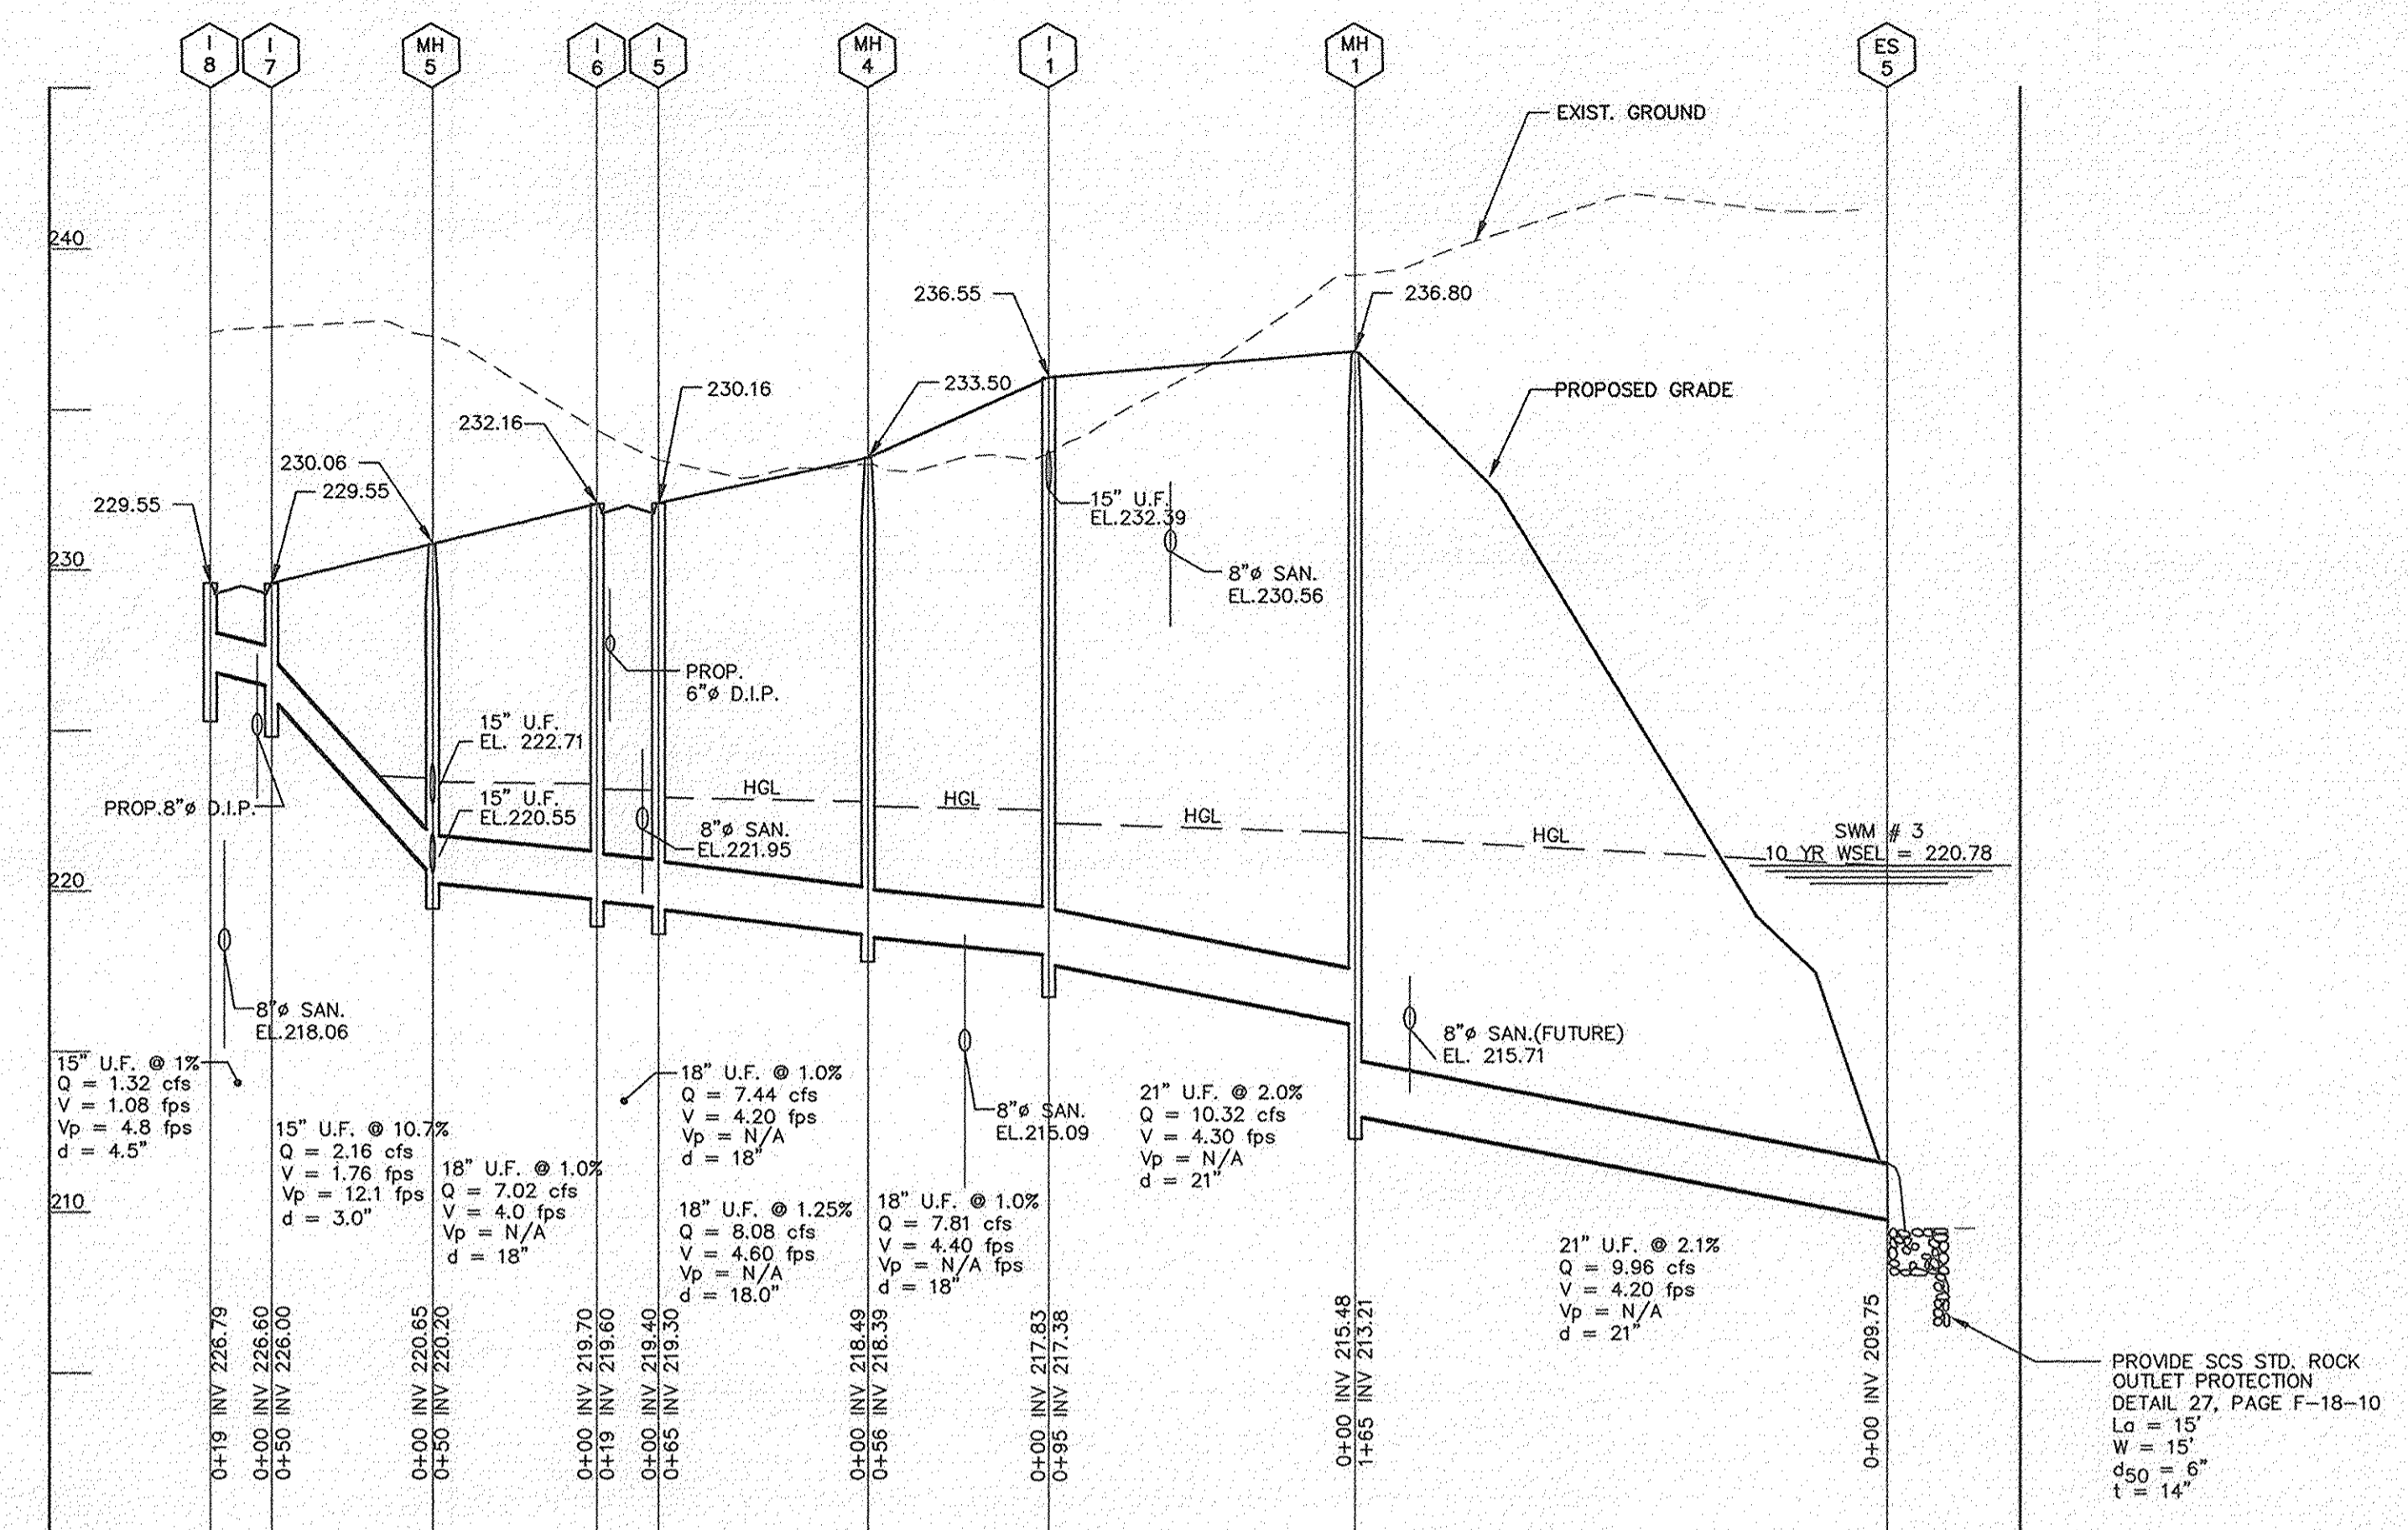 I
8
I
7
MH
5
I
6
I
5
MH
4
I
1
MH
1
ES
5
EXIST. GROUND
240
236.55
236.80
230.16
233.50
PROPOSED GRADE
232.16
230.06
229.55
229.55
15" U.F.
EL.232.39
230
8"ø SAN.
EL.230.56
PROP.
6"ø D.I.P.
15" U.F.
EL. 222.71
PROP.8"ø D.I.P.
15" U.F.
EL.220.55
HGL
HGL
HGL
HGL
8"ø SAN.
EL.221.95
SWM # 3
10 YR WSEL = 220.78
220
8"ø SAN.
EL.218.06
8"ø SAN.(FUTURE)
EL. 215.71
15" U.F. @ 1%
Q = 1.32 cfs
V = 1.08 fps
Vp = 4.8 fps
d = 4.5"
15" U.F. @ 10.7%
Q = 2.16 cfs
V = 1.76 fps
Vp = 12.1 fps
d = 3.0"
18" U.F. @ 1.0%
Q = 7.02 cfs
V = 4.0 fps
Vp = N/A
d = 18"
18" U.F. @ 1.0%
Q = 7.44 cfs
V = 4.20 fps
Vp = N/A
d = 18"
18" U.F. @ 1.25%
Q = 8.08 cfs
V = 4.60 fps
Vp = N/A
d = 18.0"
8"ø SAN.
EL.215.09
18" U.F. @ 1.0%
Q = 7.81 cfs
V = 4.40 fps
Vp = N/A fps
d = 18"
21" U.F. @ 2.0%
Q = 10.32 cfs
V = 4.30 fps
Vp = N/A
d = 21"
21" U.F. @ 2.1%
Q = 9.96 cfs
V = 4.20 fps
Vp = N/A
d = 21"
210
0+19 INV 226.79
0+00 INV 226.60
0+50 INV 226.00
0+00 INV 220.65
0+50 INV 220.20
0+00 INV 219.70
0+19 INV 219.60
0+00 INV 219.40
0+65 INV 219.30
0+00 INV 218.49
0+56 INV 218.39
0+00 INV 217.83
0+95 INV 217.38
0+00 INV 215.48
1+65 INV 213.21
0+00 INV 209.75
PROVIDE SCS STD. ROCK
OUTLET PROTECTION
DETAIL 27, PAGE F-18-10
La = 15'
W = 15'
d50 = 6"
t = 14"